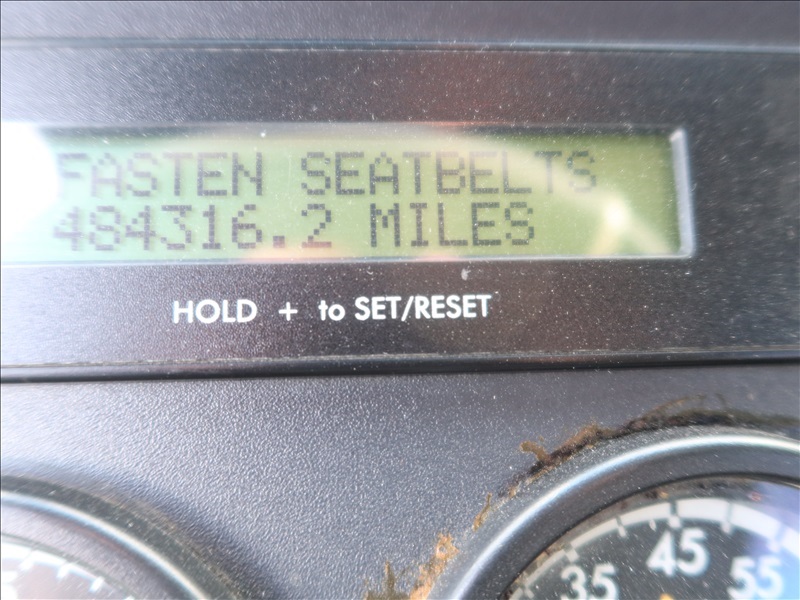 FASTEN SEATBELTS
484316.2 MILES
HOLD + to SET/RESET
35 45 55